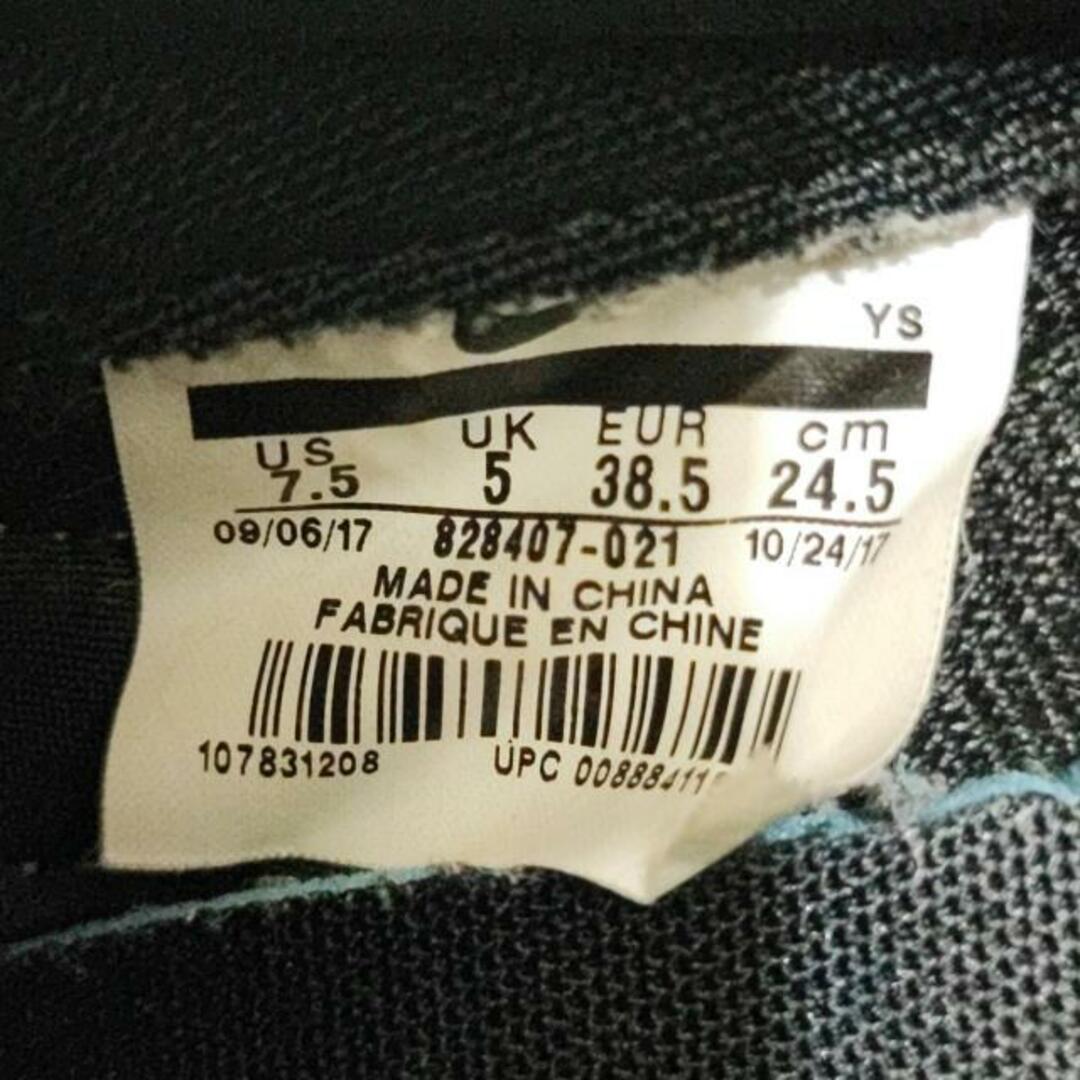 YS
US UK EUR cm
7.5 5 38.5 24.5
09/06/17 828407-021 10/24/17
MADE IN CHINA
FABRIQUE EN CHINE
107831208 UPC 00888411